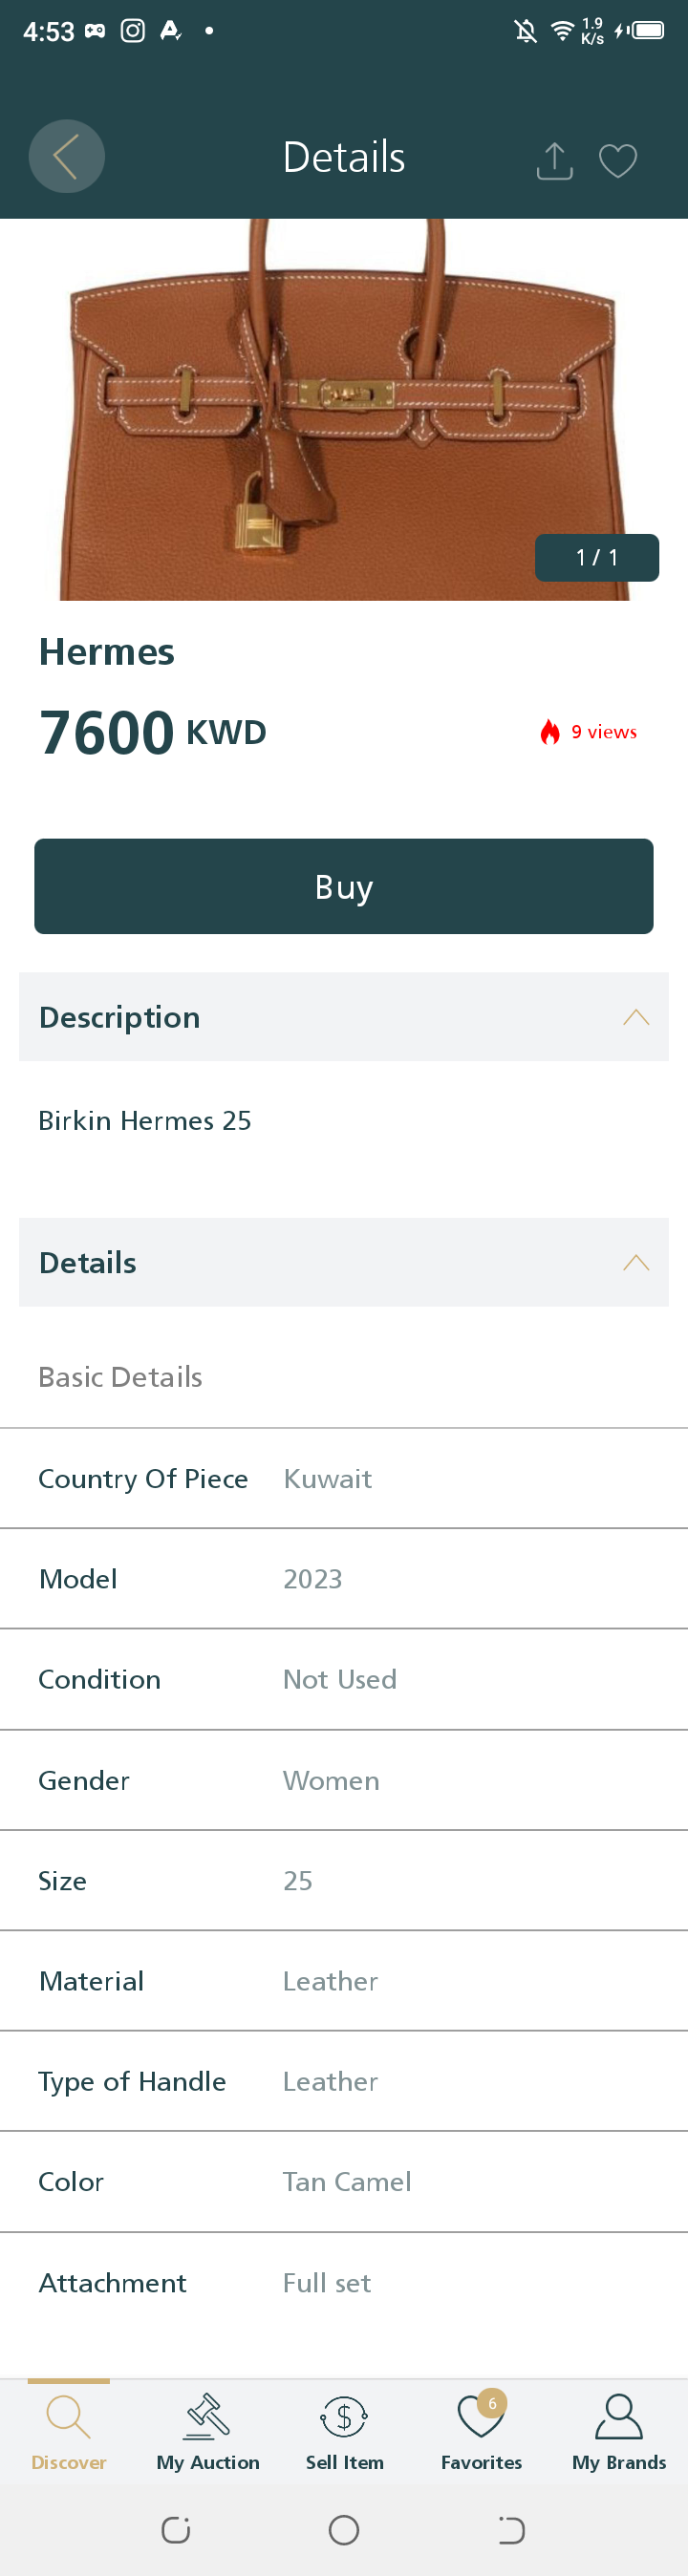 4:53
1.9
K/s
Details
1 / 1
Hermes
7600 KWD
9 views
Buy
Description
Birkin Hermes 25
Details
Basic Details
Country Of Piece Kuwait
Model 2023
Condition Not Used
Gender Women
Size 25
Material Leather
Type of Handle Leather
Color Tan Camel
Attachment Full set
6
Discover My Auction Sell Item Favorites My Brands